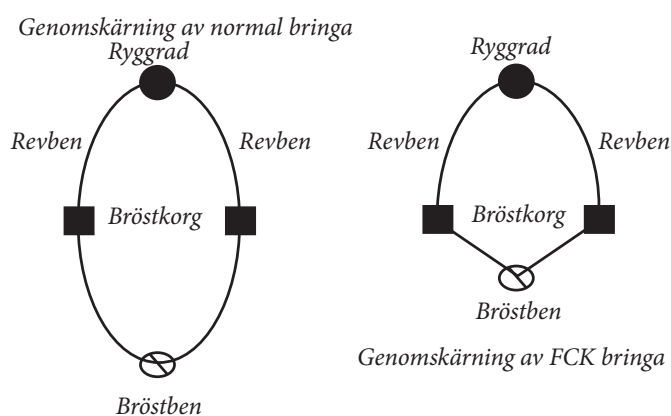 Genomskärning av normal bringa
Ryggrad
Revben
Revben
Bröstkorg
Bröstben
Ryggrad
Revben
Revben
Bröstkorg
Bröstben
Genomskärning av FCK bringa